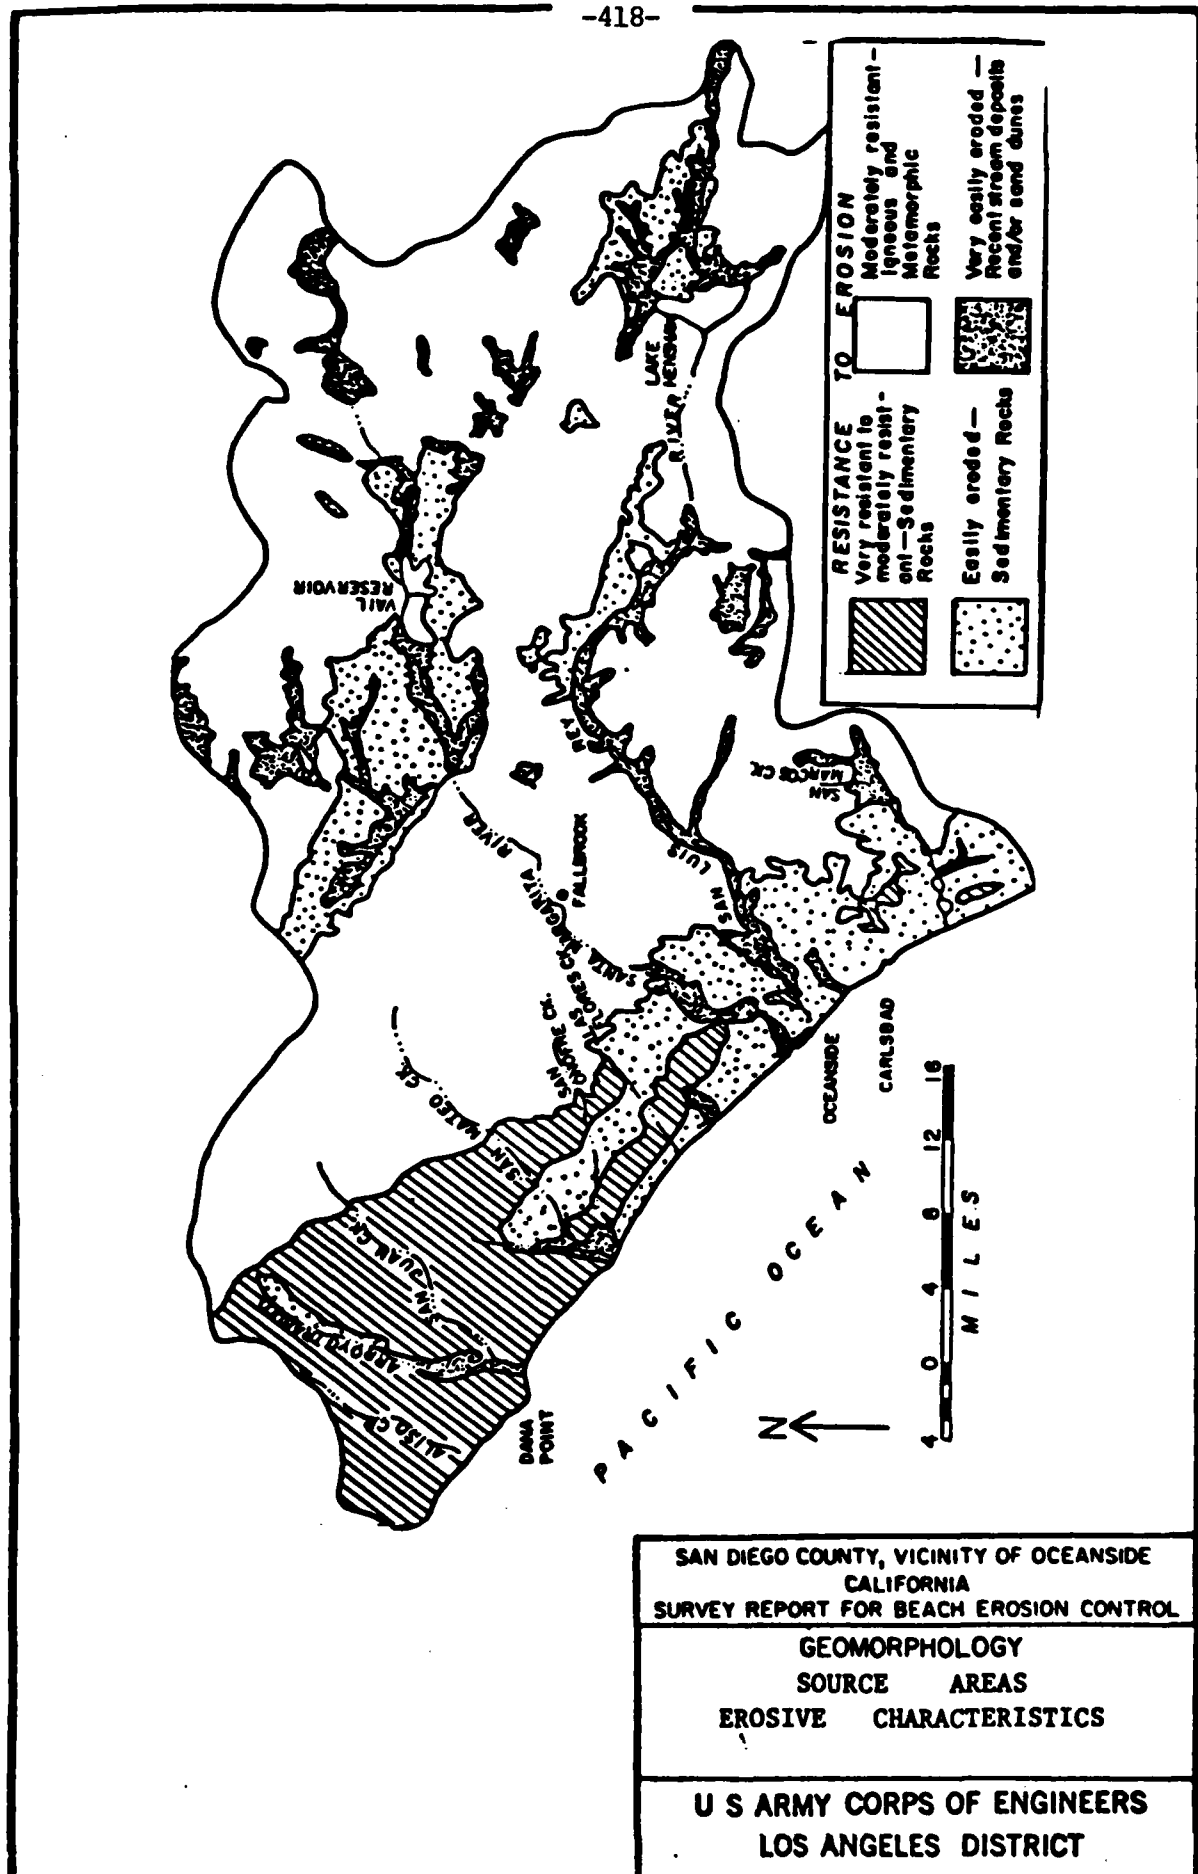 -418-
RESISTANCE TO EROSION
Very resistant to
moderately resist-
ant—Sedimentary
Rocks
Moderately resistant-
Igneous and
Metamorphic
Rocks
Easily eroded—
Sedimentary Rocks
Very easily eroded —
Recent stream deposits
and/or sand dunes
ALISO CK.
ARROYO TRABUCO
SAN JUAN CK.
DANA
POINT
SAN MATEO CK.
SAN
ONOFRE CK.
LAS
FLORES CK.
SANTA MARGARITA RIVER
FALLBROOK
VAIL
RESERVOIR
SAN LUIS REY RIVER
LAKE
HENSHAW
SAN
MARCOS CK.
OCEANSIDE
CARLSBAD
PACIFIC OCEAN
N
4 0 4 8 12 16
MILES
SAN DIEGO COUNTY, VICINITY OF OCEANSIDE
CALIFORNIA
SURVEY REPORT FOR BEACH EROSION CONTROL
GEOMORPHOLOGY
SOURCE AREAS
EROSIVE CHARACTERISTICS
U S ARMY CORPS OF ENGINEERS
LOS ANGELES DISTRICT